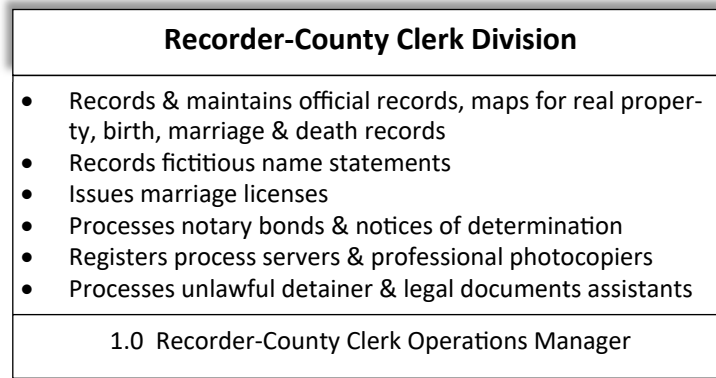 Recorder-County Clerk Division
• Records & maintains official records, maps for real proper-
ty, birth, marriage & death records
• Records fictitious name statements
• Issues marriage licenses
• Processes notary bonds & notices of determination
• Registers process servers & professional photocopiers
• Processes unlawful detainer & legal documents assistants
1.0 Recorder-County Clerk Operations Manager